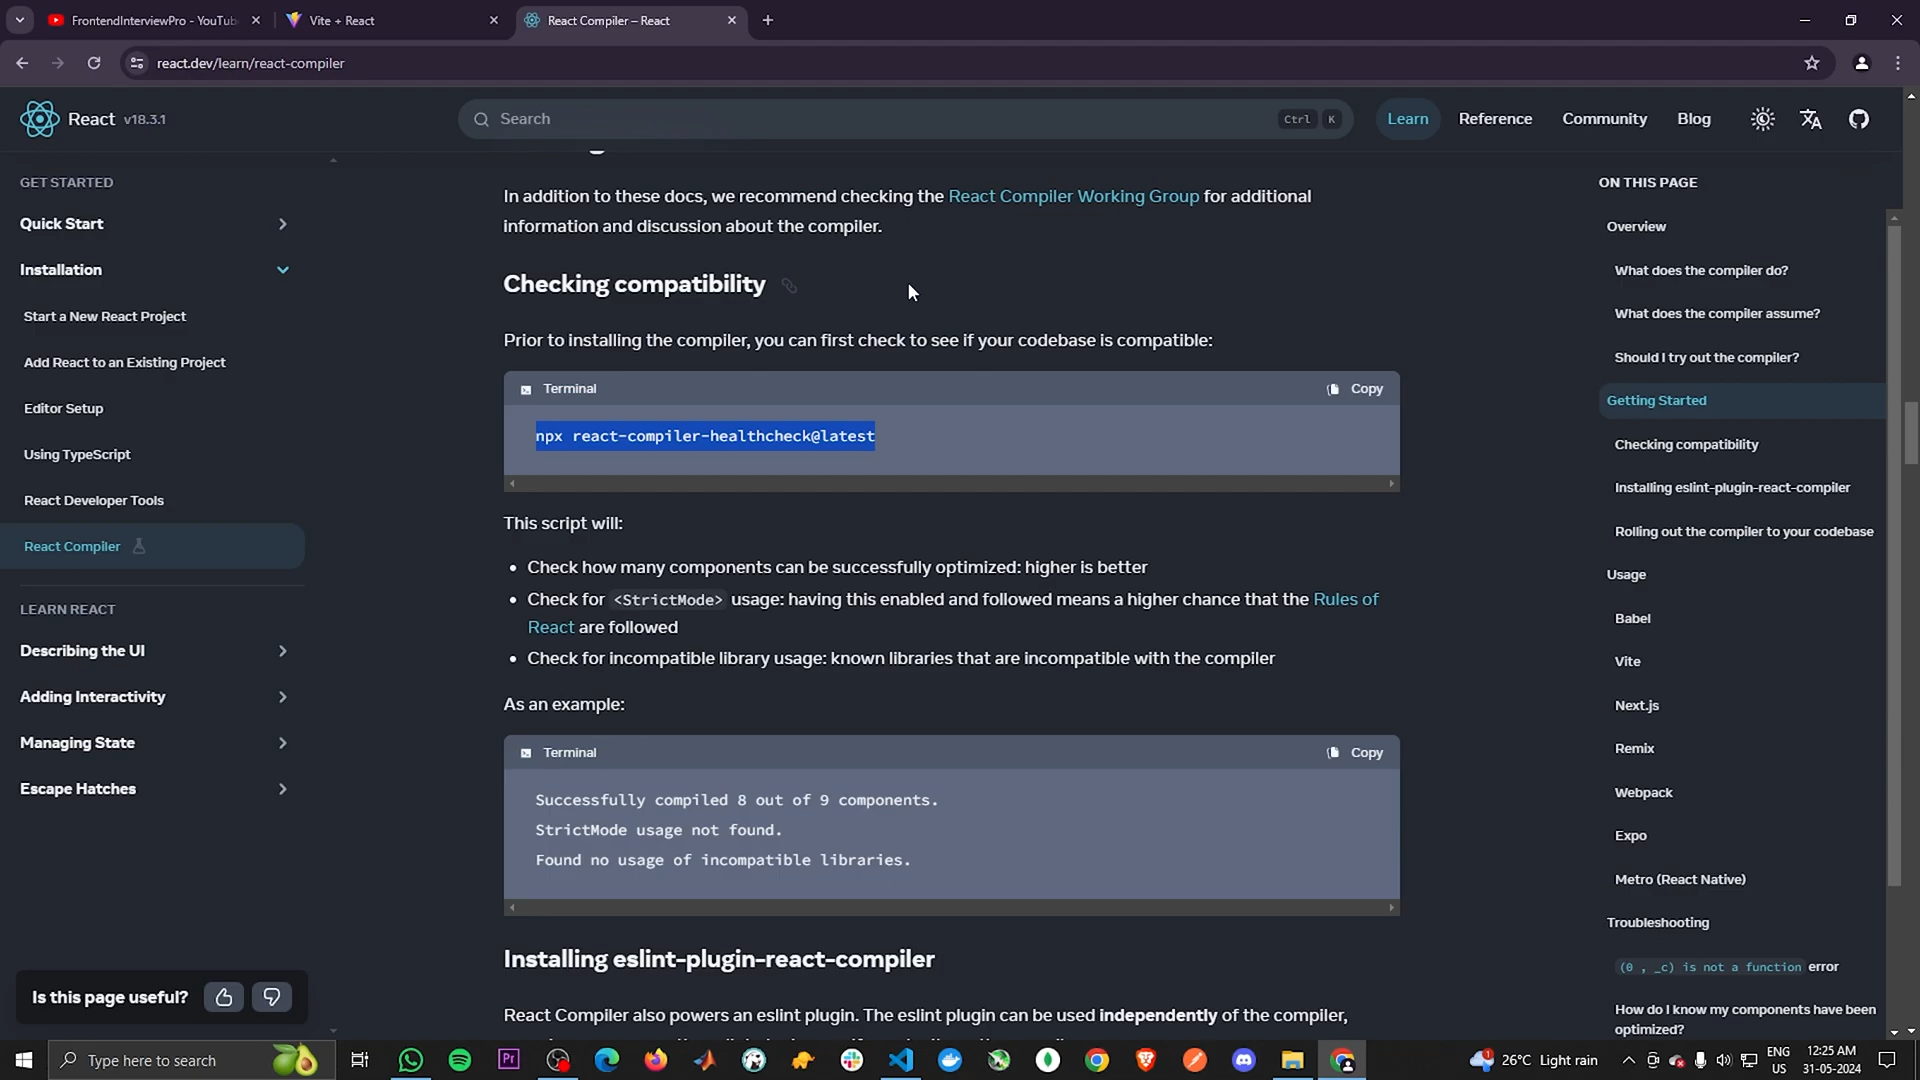 FrontendInterviewPro - YouTub
Vite + React
React Compiler – React
react.dev/learn/react-compiler
React v18.3.1
Search
Ctrl K
Learn
Reference
Community
Blog
GET STARTED
Quick Start
Installation
Start a New React Project
Add React to an Existing Project
Editor Setup
Using TypeScript
React Developer Tools
React Compiler
LEARN REACT
Describing the UI
Adding Interactivity
Managing State
Escape Hatches
Is this page useful?
In addition to these docs, we recommend checking the React Compiler Working Group for additional
information and discussion about the compiler.
Checking compatibility
Prior to installing the compiler, you can first check to see if your codebase is compatible:
Terminal
Copy
npx react-compiler-healthcheck@latest
This script will:
• Check how many components can be successfully optimized: higher is better
• Check for <StrictMode> usage: having this enabled and followed means a higher chance that the Rules of
React are followed
• Check for incompatible library usage: known libraries that are incompatible with the compiler
As an example:
Terminal
Copy
Successfully compiled 8 out of 9 components.
StrictMode usage not found.
Found no usage of incompatible libraries.
Installing eslint-plugin-react-compiler
React Compiler also powers an eslint plugin. The eslint plugin can be used independently of the compiler,
ON THIS PAGE
Overview
What does the compiler do?
What does the compiler assume?
Should I try out the compiler?
Getting Started
Checking compatibility
Installing eslint-plugin-react-compiler
Rolling out the compiler to your codebase
Usage
Babel
Vite
Next.js
Remix
Webpack
Expo
Metro (React Native)
Troubleshooting
(0 , _c) is not a function error
How do I know my components have been
optimized?
Type here to search
Pr
1
26°C Light rain
ENG
US
12:25 AM
31-05-2024